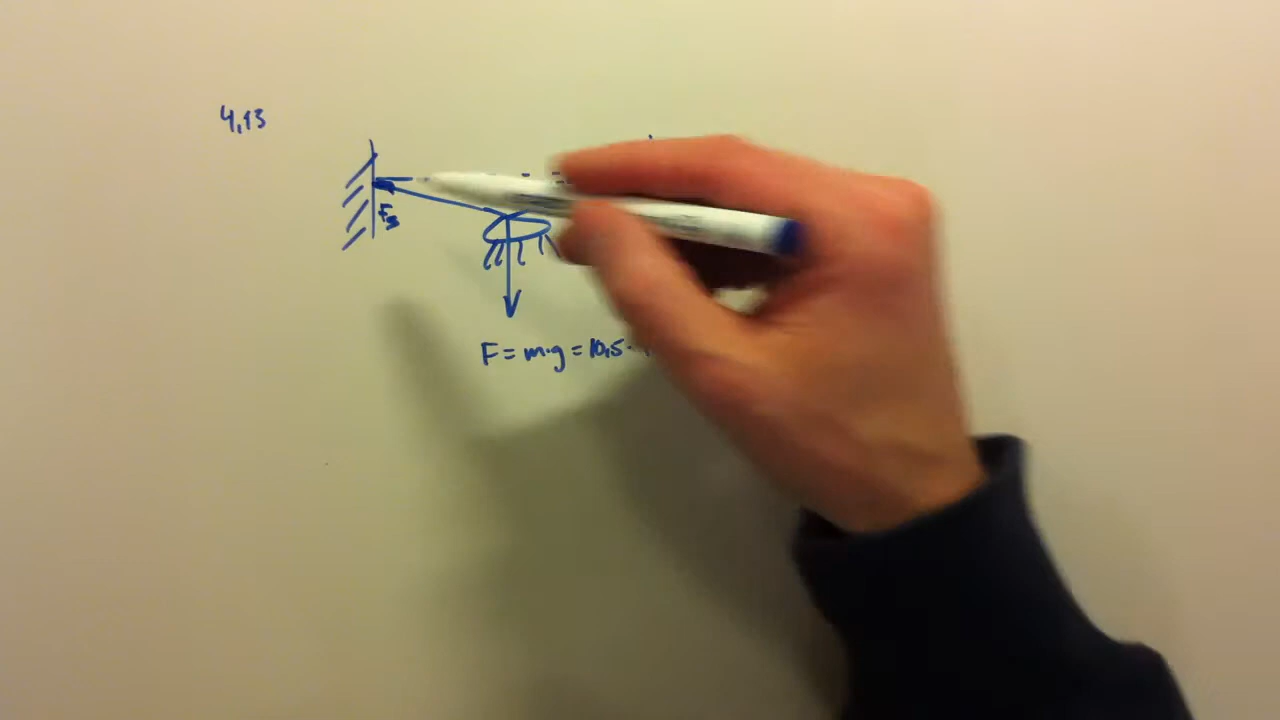 4,13
Fs
F = m·g = 10,5 ·